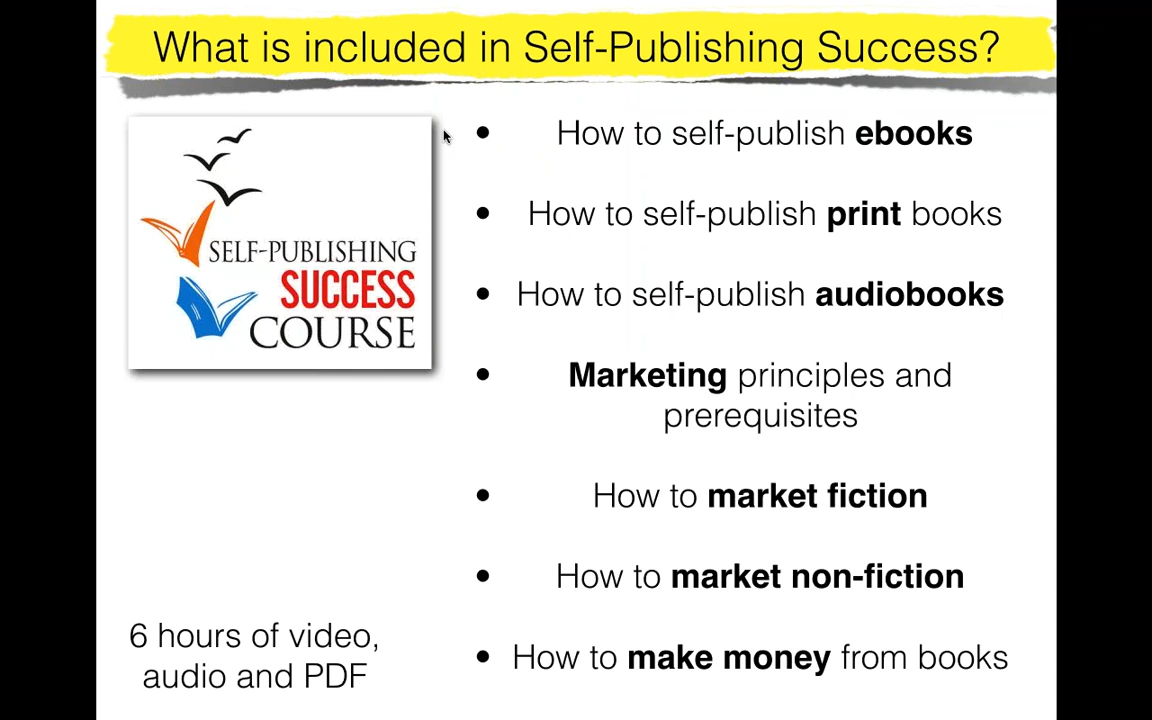 What is included in Self-Publishing Success?
SELF-PUBLISHING
SUCCESS
COURSE
• How to self-publish ebooks
• How to self-publish print books
• How to self-publish audiobooks
• Marketing principles and
prerequisites
• How to market fiction
• How to market non-fiction
• How to make money from books
6 hours of video,
audio and PDF